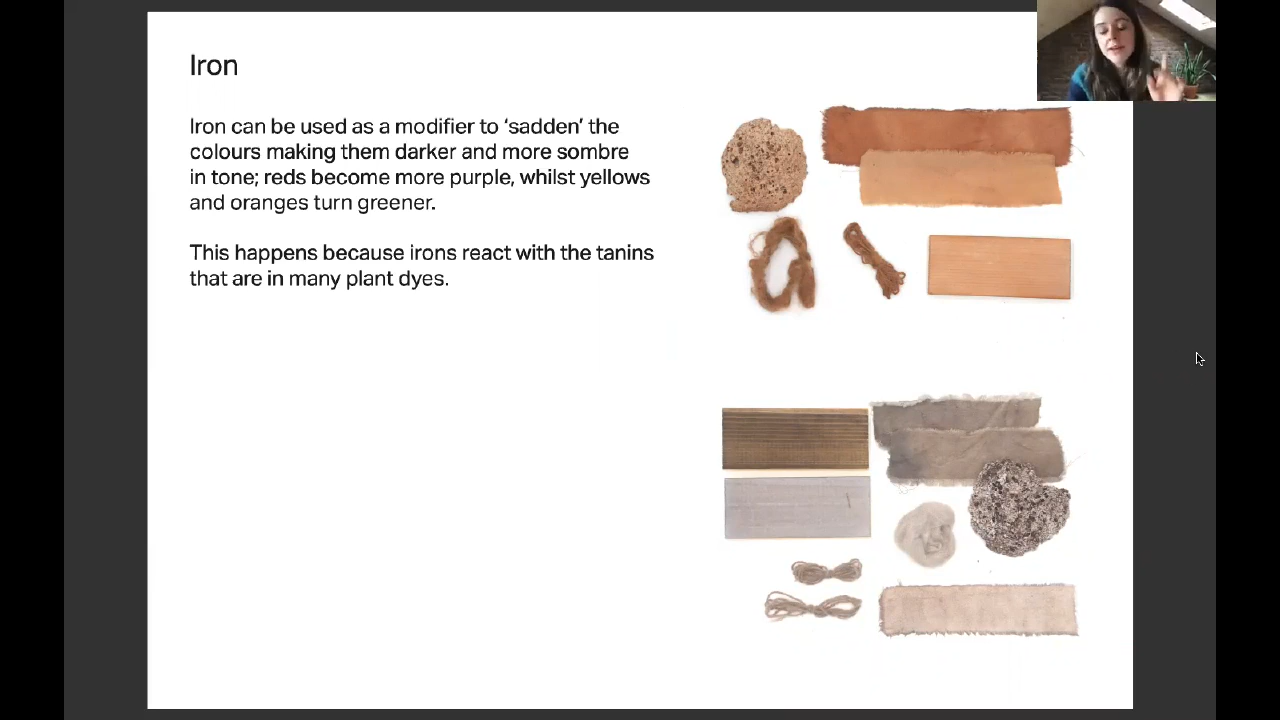 Iron
Iron can be used as a modifier to ‘sadden’ the
colours making them darker and more sombre
in tone; reds become more purple, whilst yellows
and oranges turn greener.
This happens because irons react with the tanins
that are in many plant dyes.